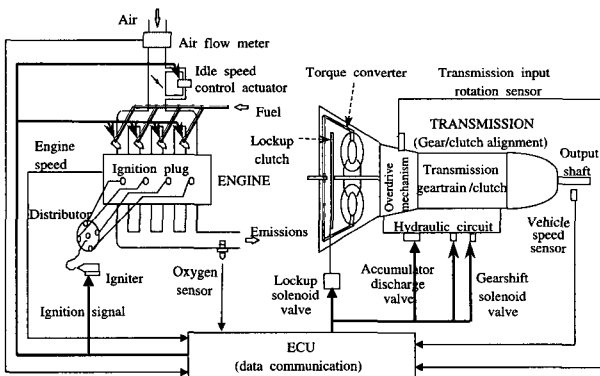 Air
Air flow meter
Idle speed
control actuator
Fuel
Engine
speed
Ignition plug
ENGINE
Distributor
Emissions
Igniter
Oxygen
sensor
Ignition signal
Torque converter
Transmission input
rotation sensor
Lockup
clutch
TRANSMISSION
(Gear/clutch alignment)
Overdrive
mechanism
Transmission
geartrain/clutch
Output
shaft
Hydraulic circuit
Vehicle
speed
sensor
Accumulator
discharge
valve
Gearshift
solenoid
valve
Lockup
solenoid
valve
ECU
(data communication)